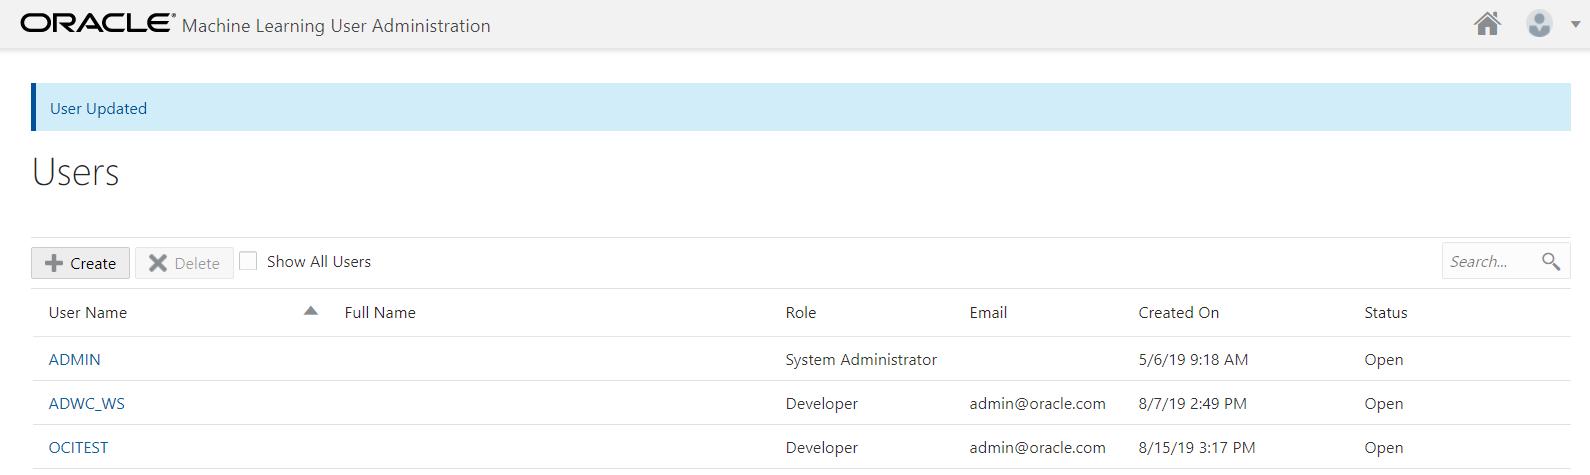 ORACLE® Machine Learning User Administration
User Updated
Users
Create Delete Show All Users Search...
User Name Full Name Role Email Created On Status
ADMIN System Administrator 5/6/19 9:18 AM Open
ADWC_WS Developer admin@oracle.com 8/7/19 2:49 PM Open
OCITEST Developer admin@oracle.com 8/15/19 3:17 PM Open